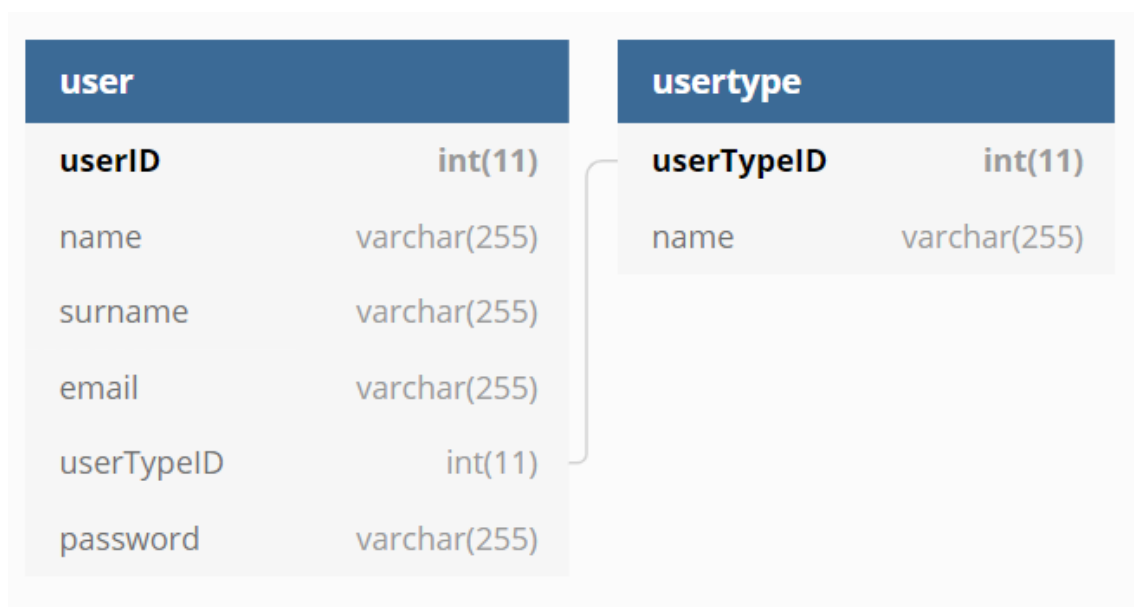 user
userID int(11)
name varchar(255)
surname varchar(255)
email varchar(255)
userTypeID int(11)
password varchar(255)
usertype
userTypeID int(11)
name varchar(255)